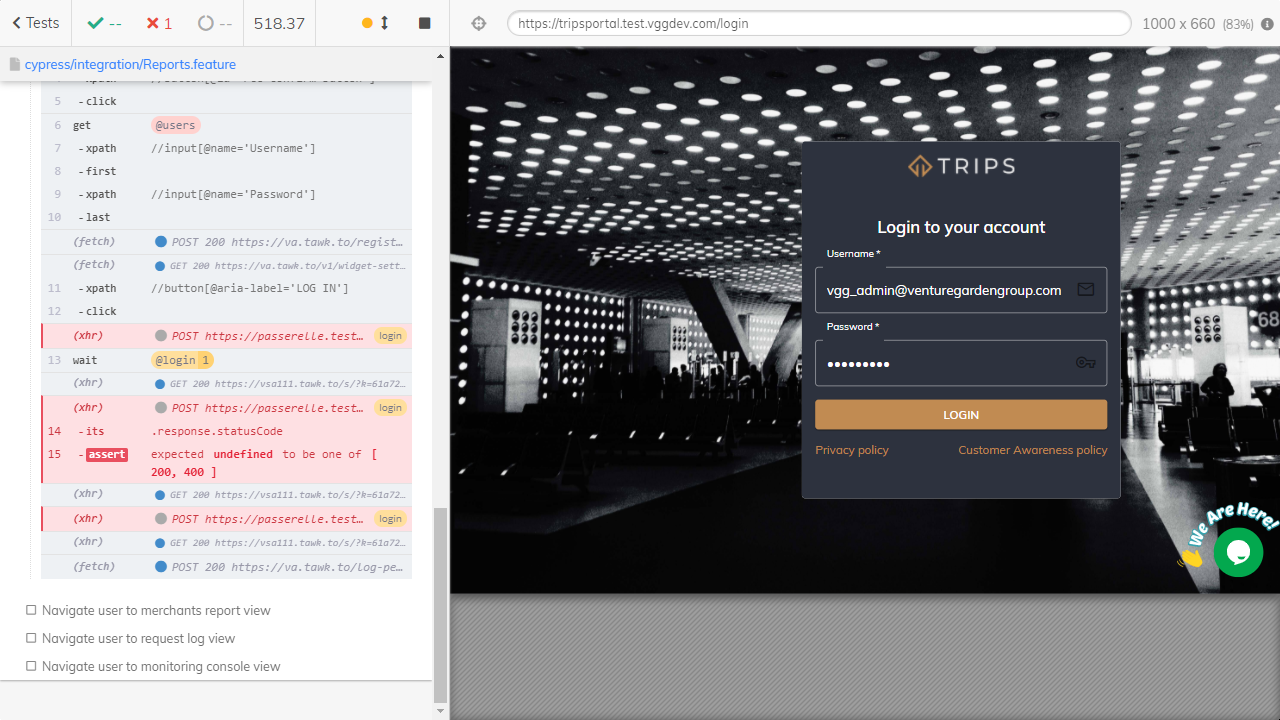 Tests
--
1
--
518.37
https://tripsportal.test.vggdev.com/login
1000 x 660 (83%)
cypress/integration/Reports.feature
5 -click
6 get @users
7 -xpath //input[@name='Username']
8 -first
9 -xpath //input[@name='Password']
10 -last
(fetch) POST 200 https://va.tawk.to/regist...
(fetch) GET 200 https://va.tawk.to/v1/widget-sett...
11 -xpath //button[@aria-label='LOG IN']
12 -click
(xhr) POST https://passerelle.test... login
13 wait @login 1
(xhr) GET 200 https://vsa111.tawk.to/s/?k=61a72...
(xhr) POST https://passerelle.test... login
14 -its .response.statusCode
15 -assert expected undefined to be one of [
200, 400 ]
(xhr) GET 200 https://vsa111.tawk.to/s/?k=61a72...
(xhr) POST https://passerelle.test... login
(xhr) GET 200 https://vsa111.tawk.to/s/?k=61a72...
(fetch) POST 200 https://va.tawk.to/log-pe...
Navigate user to merchants report view
Navigate user to request log view
Navigate user to monitoring console view
TRIPS
Login to your account
Username *
vgg_admin@venturegardengroup.com
Password *
LOGIN
Privacy policy Customer Awareness policy
68
We Are Here!